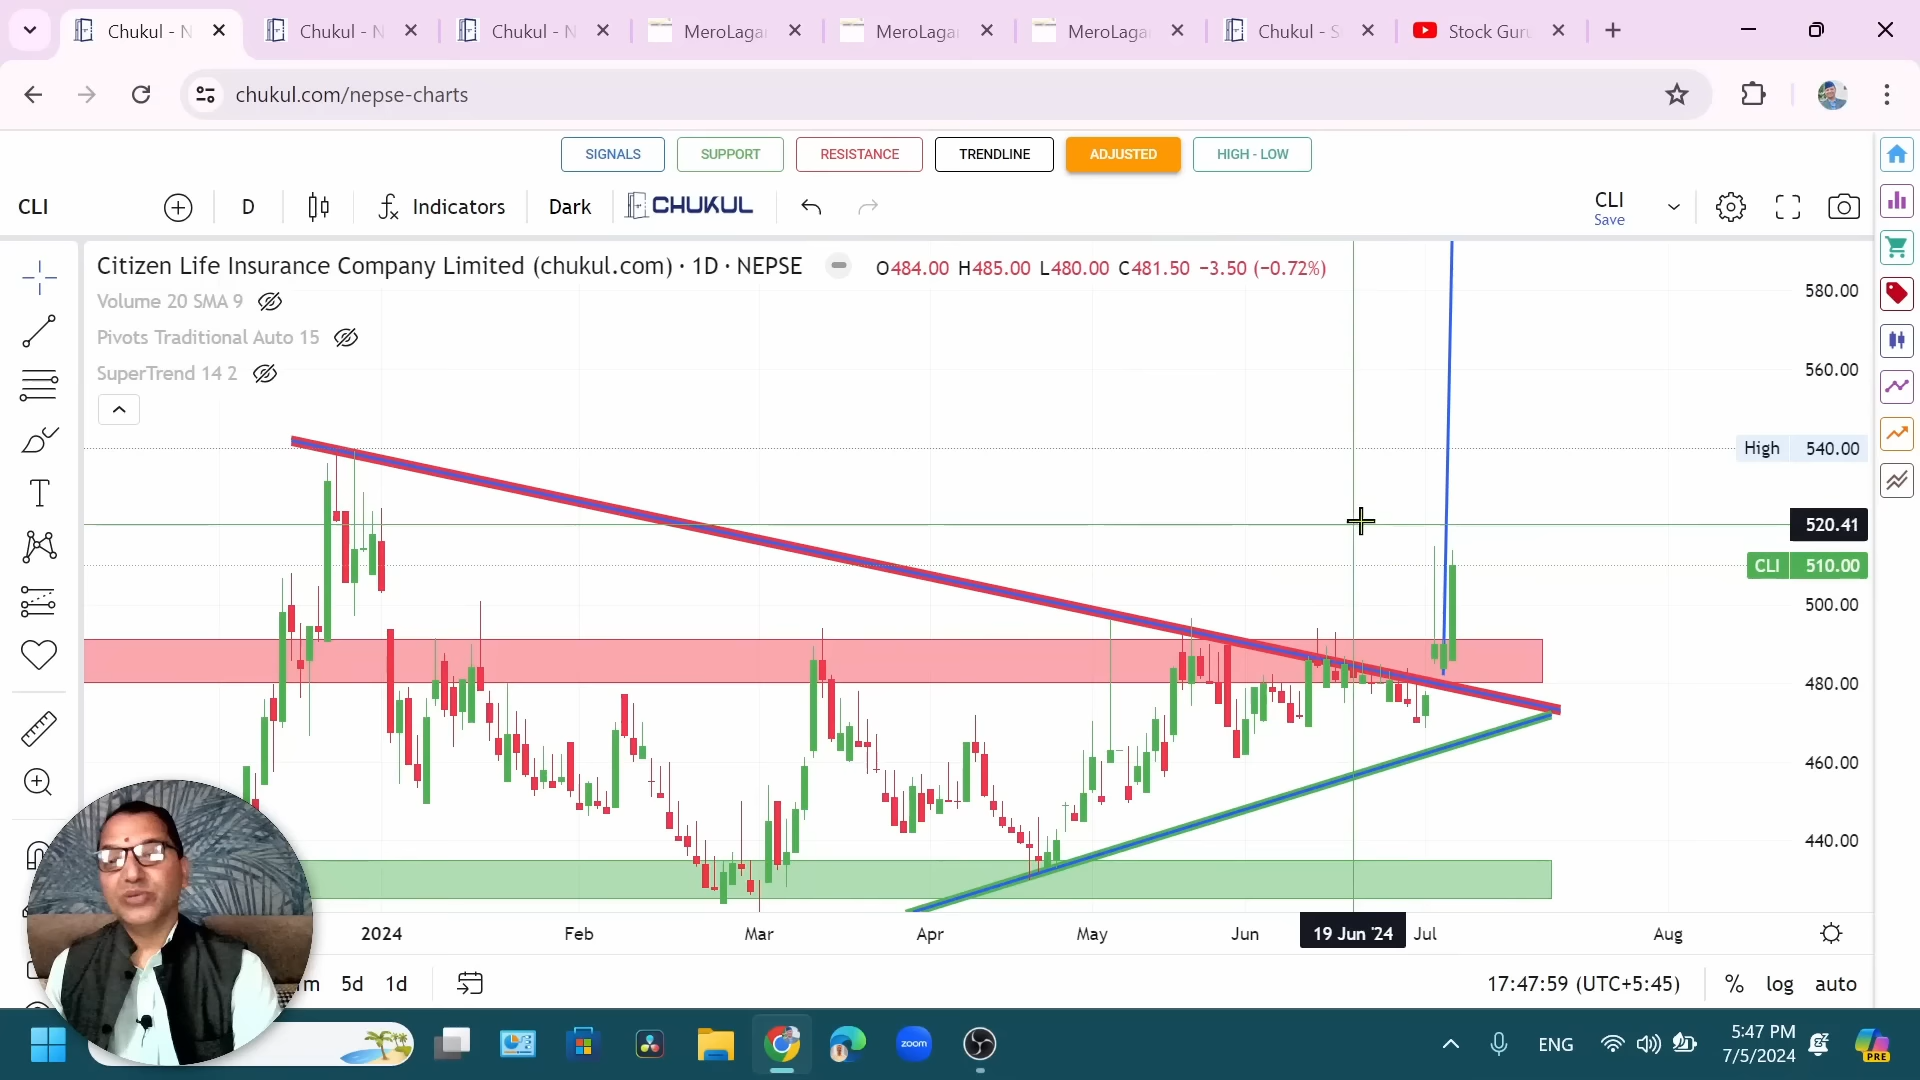 Chukul - N
Chukul - N
Chukul - N
MeroLaga
MeroLaga
MeroLaga
Chukul - S
Stock Guru
chukul.com/nepse-charts
SIGNALS
SUPPORT
RESISTANCE
TRENDLINE
ADJUSTED
HIGH - LOW
CLI
D
Indicators
Dark
CHUKUL
CLI
Save
Citizen Life Insurance Company Limited (chukul.com) · 1D · NEPSE
O484.00 H485.00 L480.00 C481.50 −3.50 (−0.72%)
Volume 20 SMA 9
Pivots Traditional Auto 15
SuperTrend 14 2
580.00
560.00
High 540.00
520.41
CLI 510.00
500.00
480.00
460.00
440.00
2024
Feb
Mar
Apr
May
Jun
19 Jun '24
Jul
Aug
5d
1d
17:47:59 (UTC+5:45)
%
log
auto
zoom
ENG
5:47 PM
7/5/2024
PRE